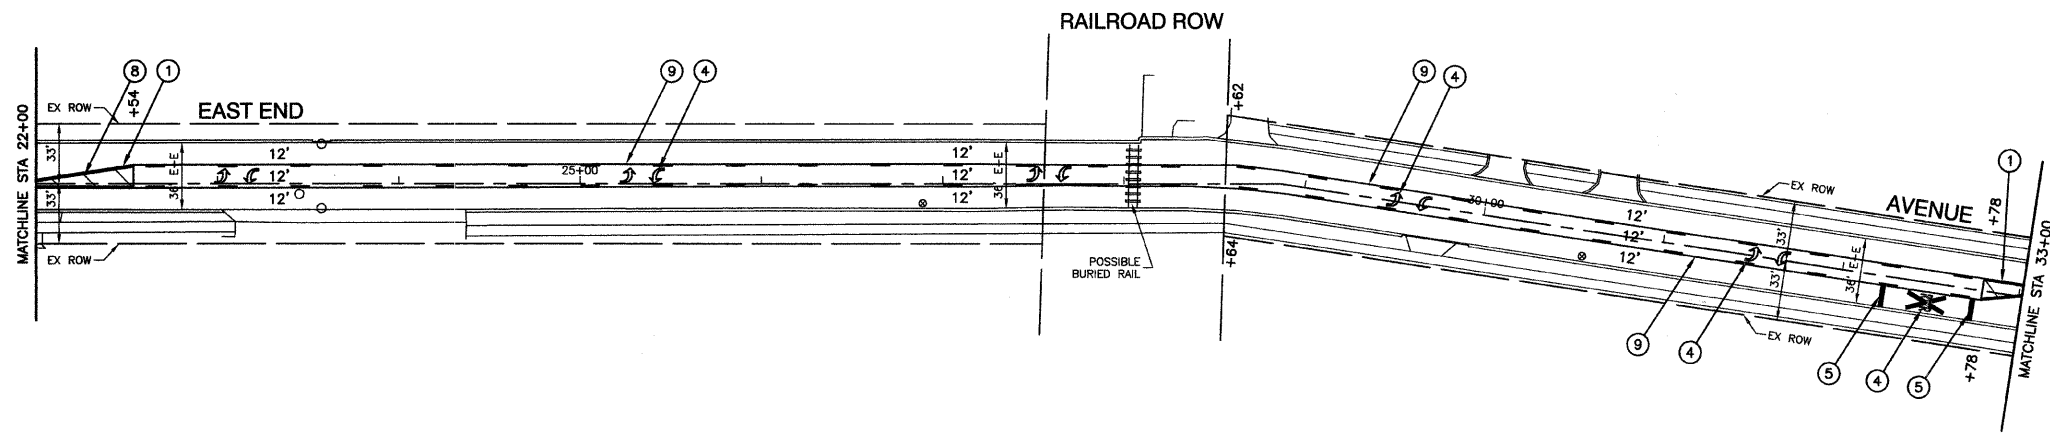 RAILROAD ROW
8
1
9
4
9
4
+54
+62
EX ROW
EAST END
MATCHLINE STA 22+00
33'
33'
36' E-E
12'
12'
12'
25+00
12'
12'
12'
36' E-E
POSSIBLE
BURIED RAIL
+64
30+00
12'
12'
12'
33'
33'
36' E-E
EX ROW
AVENUE
1
+78
MATCHLINE STA 33+00
EX ROW
EX ROW
9
4
5
4
5
+78